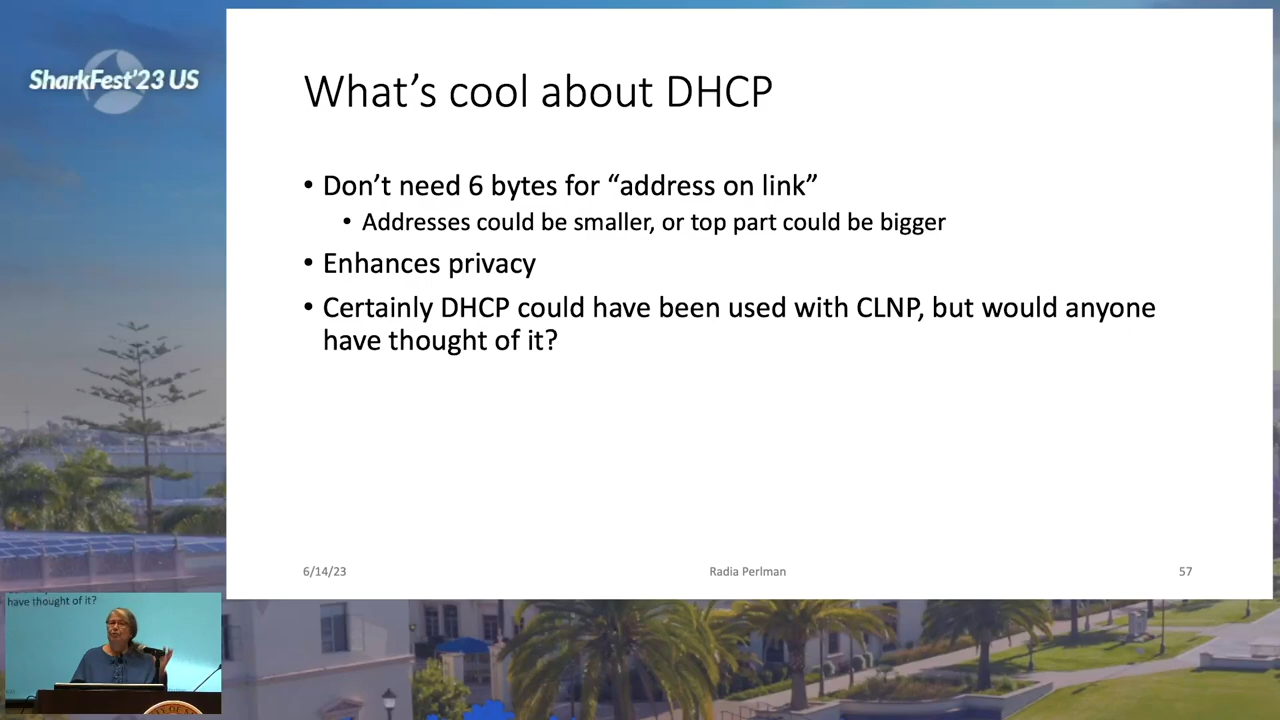 SharkFest'23 US
What's cool about DHCP
• Don't need 6 bytes for “address on link”
• Addresses could be smaller, or top part could be bigger
• Enhances privacy
• Certainly DHCP could have been used with CLNP, but would anyone
have thought of it?
6/14/23
Radia Perlman
57
have thought of it?